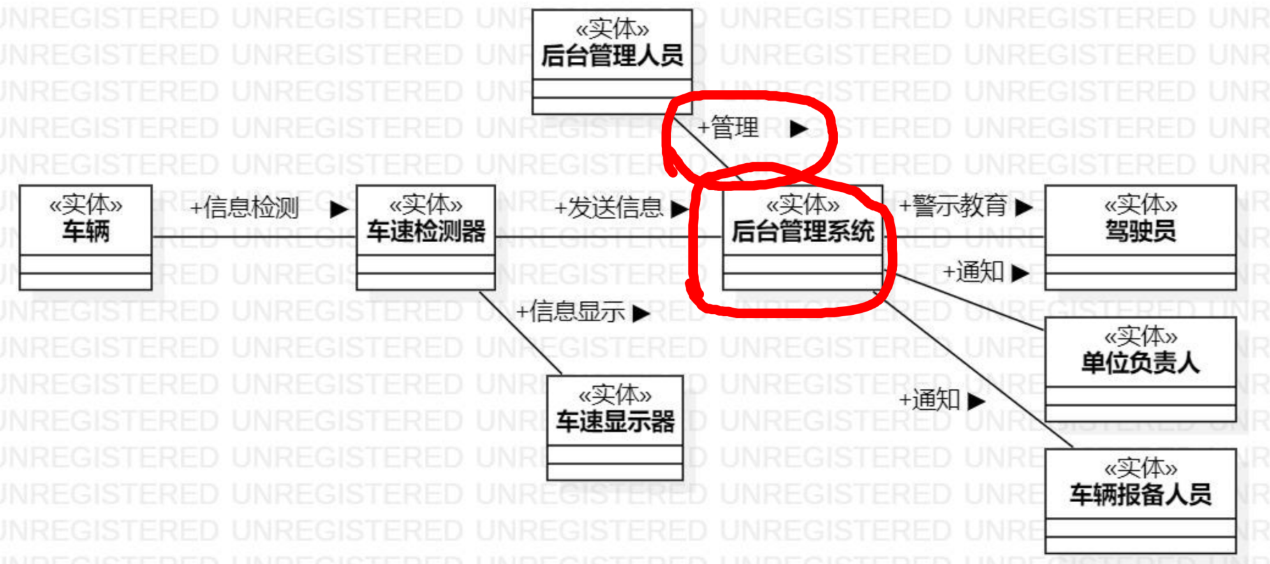 «实体»
后台管理人员
+管理 ▶
«实体»
车辆
+信息检测 ▶
«实体»
车速检测器
+发送信息 ▶
«实体»
后台管理系统
+警示教育 ▶
«实体»
驾驶员
+通知 ▶
+信息显示 ▶
«实体»
单位负责人
«实体»
车速显示器
+通知 ▶
«实体»
车辆报备人员
UNREGISTERED UNREGISTERED UNREGISTERED UNREGISTERED UNREGISTERED